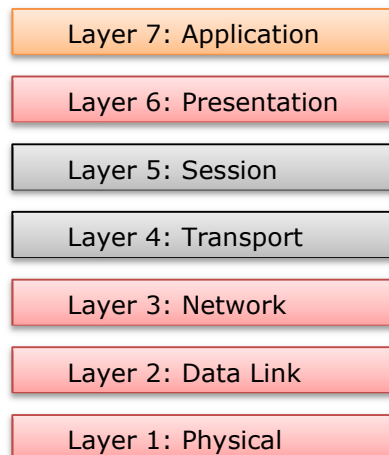 Layer 7: Application
Layer 6: Presentation
Layer 5: Session
Layer 4: Transport
Layer 3: Network
Layer 2: Data Link
Layer 1: Physical